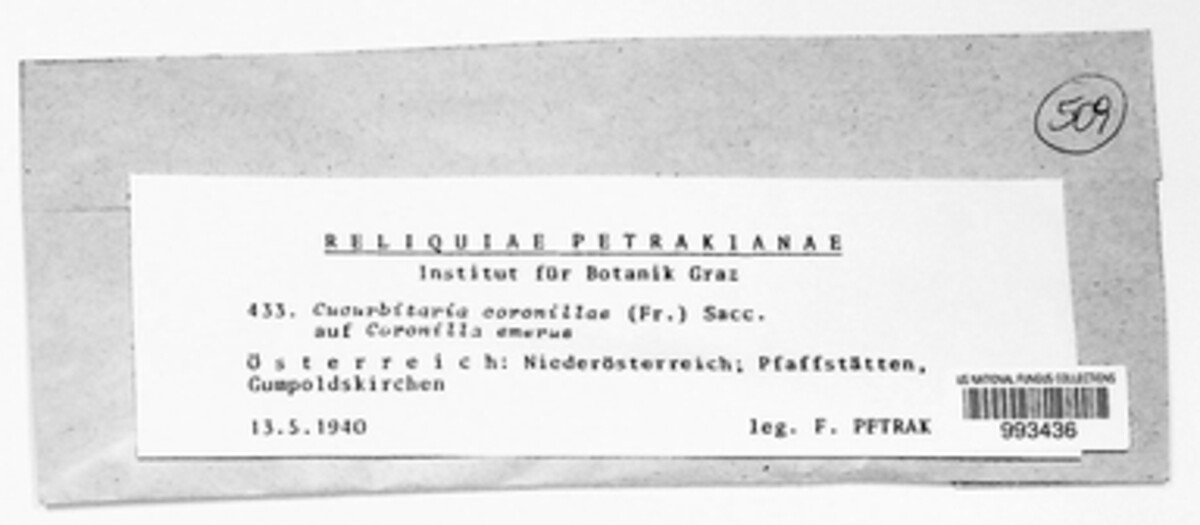 509
RELIQUIAE PETRAKIANAE
Institut für Botanik Graz
433. Cucurbitaria coronillae (Fr.) Sacc.
auf Coronilla emerus
Österreich: Niederösterreich; Pfaffstätten,
Gumpoldskirchen
13.5.1940 leg. F. PETRAK
US NATIONAL FUNGUS COLLECTIONS
993436